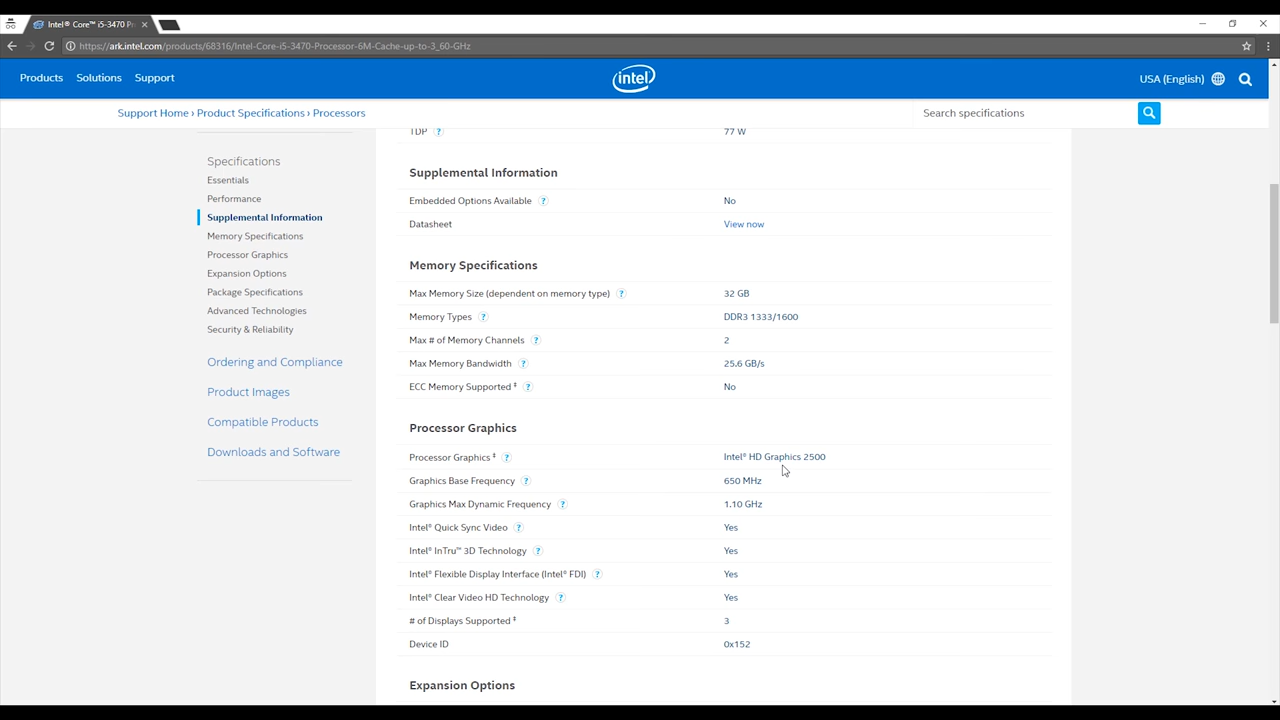 Intel® Core™ i5-3470 Pr
https://ark.intel.com/products/68316/Intel-Core-i5-3470-Processor-6M-Cache-up-to-3_60-GHz
Products Solutions Support intel USA (English)
Support Home › Product Specifications › Processors Search specifications
TDP ? 77 W
Specifications
Essentials
Performance
Supplemental Information
Memory Specifications
Processor Graphics
Expansion Options
Package Specifications
Advanced Technologies
Security & Reliability
Ordering and Compliance
Product Images
Compatible Products
Downloads and Software
Supplemental Information
Embedded Options Available ? No
Datasheet View now
Memory Specifications
Max Memory Size (dependent on memory type) ? 32 GB
Memory Types ? DDR3 1333/1600
Max # of Memory Channels ? 2
Max Memory Bandwidth ? 25.6 GB/s
ECC Memory Supported ‡ ? No
Processor Graphics
Processor Graphics ‡ ? Intel® HD Graphics 2500
Graphics Base Frequency ? 650 MHz
Graphics Max Dynamic Frequency ? 1.10 GHz
Intel® Quick Sync Video ? Yes
Intel® InTru™ 3D Technology ? Yes
Intel® Flexible Display Interface (Intel® FDI) ? Yes
Intel® Clear Video HD Technology ? Yes
# of Displays Supported ‡ 3
Device ID 0x152
Expansion Options